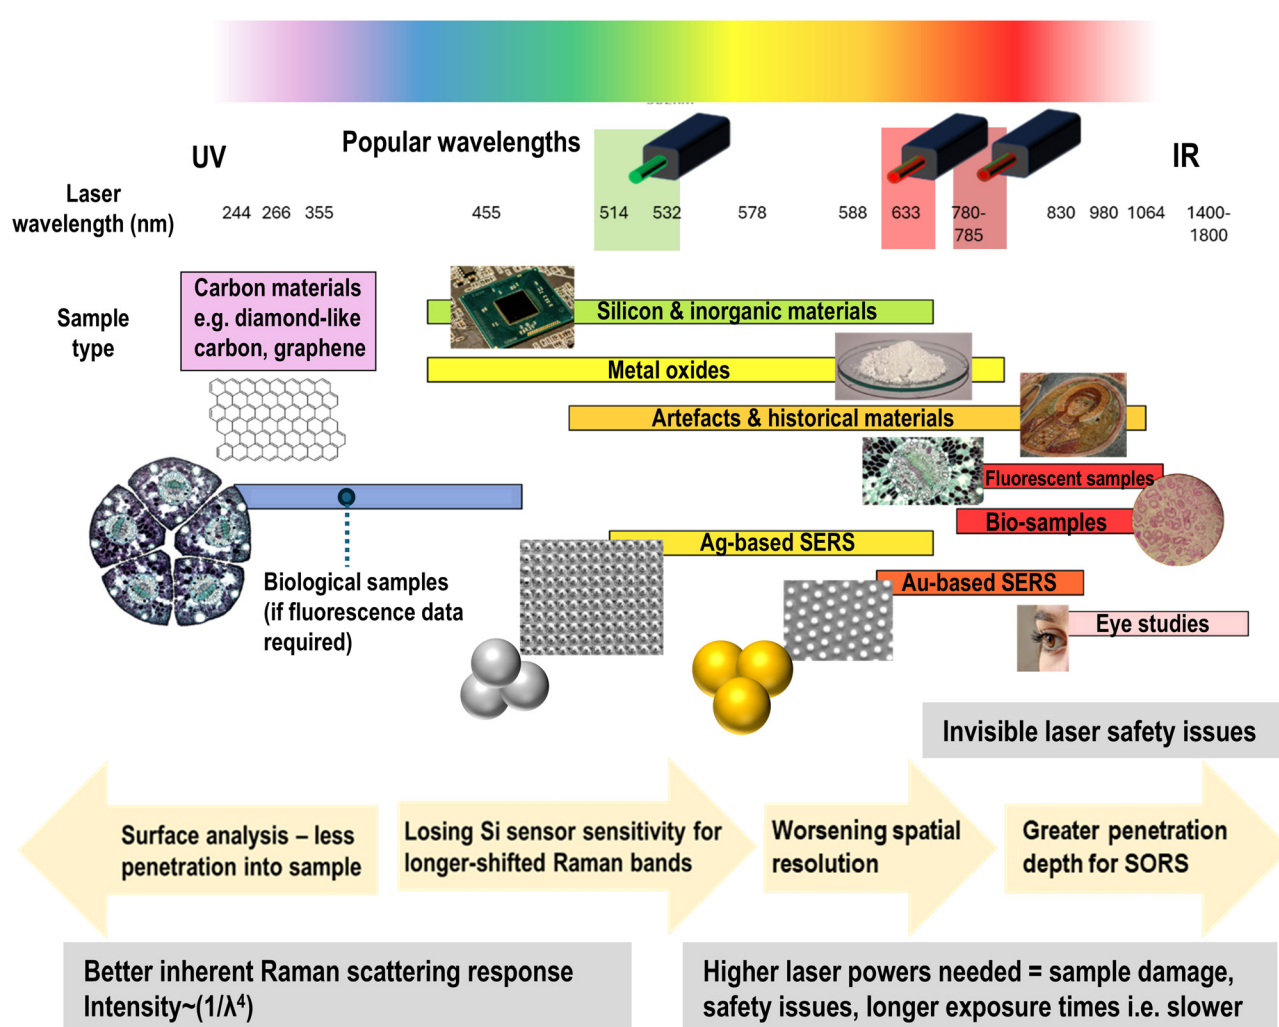 Popular wavelengths
UV
IR
Laser
wavelength (nm)
244 266 355 455 514 532 578 588 633 780- 830 980 1064 1400-
785 1800
Sample
type
Carbon materials
e.g. diamond-like
carbon, graphene
Silicon & inorganic materials
Metal oxides
Artefacts & historical materials
Fluorescent samples
Bio-samples
Ag-based SERS
Au-based SERS
Biological samples
(if fluorescence data
required)
Eye studies
Invisible laser safety issues
Surface analysis – less
penetration into sample
Losing Si sensor sensitivity for
longer-shifted Raman bands
Worsening spatial
resolution
Greater penetration
depth for SORS
Better inherent Raman scattering response
Intensity~(1/λ⁴)
Higher laser powers needed = sample damage,
safety issues, longer exposure times i.e. slower